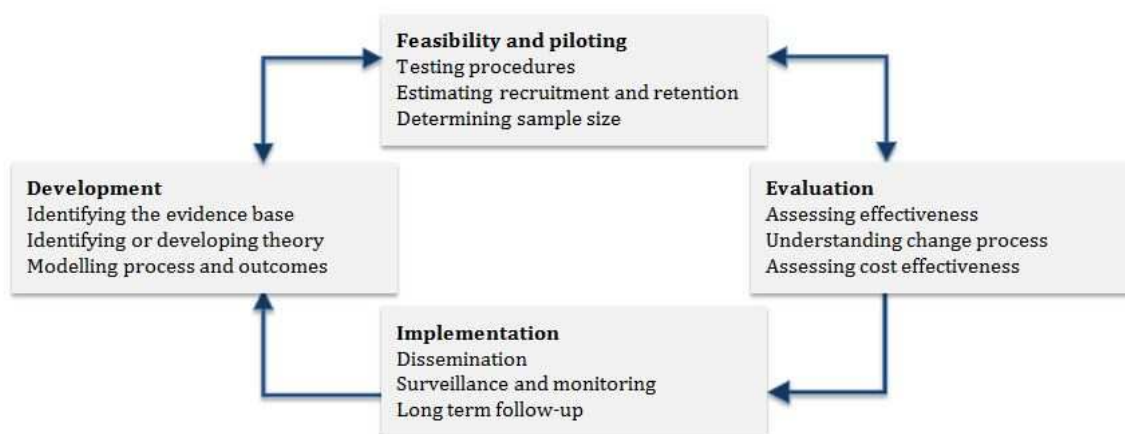 Feasibility and piloting
Testing procedures
Estimating recruitment and retention
Determining sample size
Development
Identifying the evidence base
Identifying or developing theory
Modelling process and outcomes
Evaluation
Assessing effectiveness
Understanding change process
Assessing cost effectiveness
Implementation
Dissemination
Surveillance and monitoring
Long term follow-up